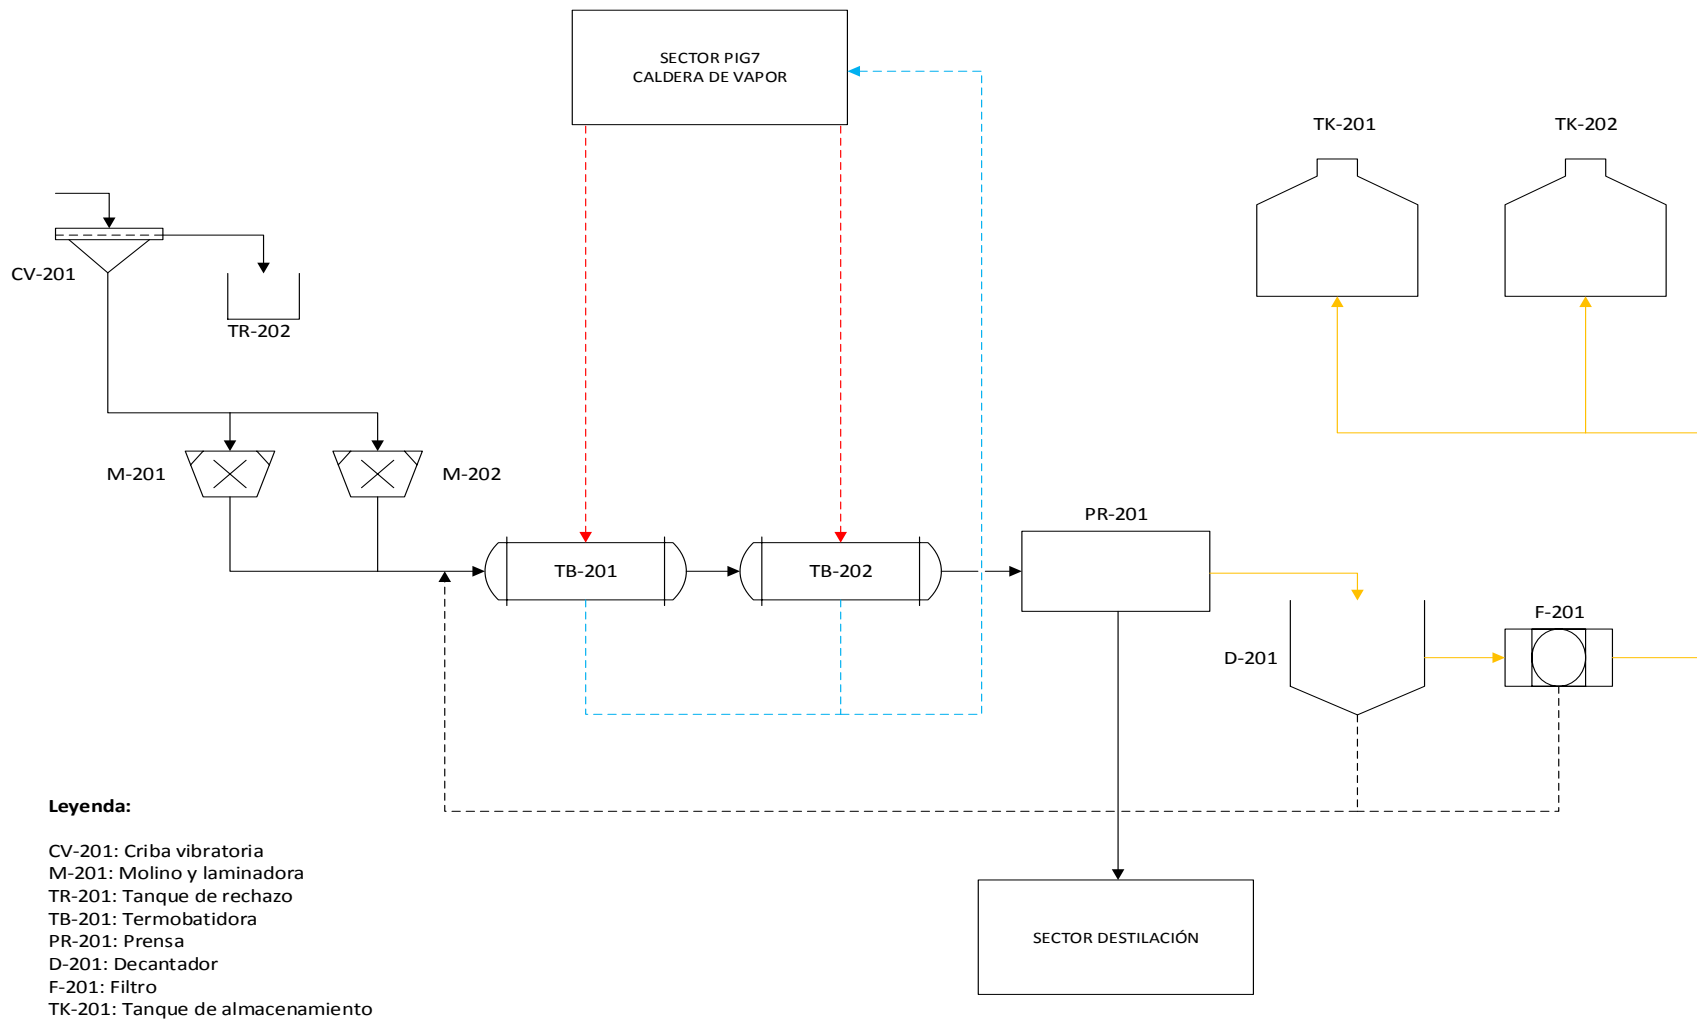 SECTOR PIG7
CALDERA DE VAPOR
TK-201
TK-202
CV-201
TR-202
M-201
M-202
PR-201
TB-201
TB-202
F-201
D-201
Leyenda:
CV-201: Criba vibratoria
M-201: Molino y laminadora
TR-201: Tanque de rechazo
TB-201: Termobatidora
PR-201: Prensa
D-201: Decantador
F-201: Filtro
TK-201: Tanque de almacenamiento
SECTOR DESTILACIÓN